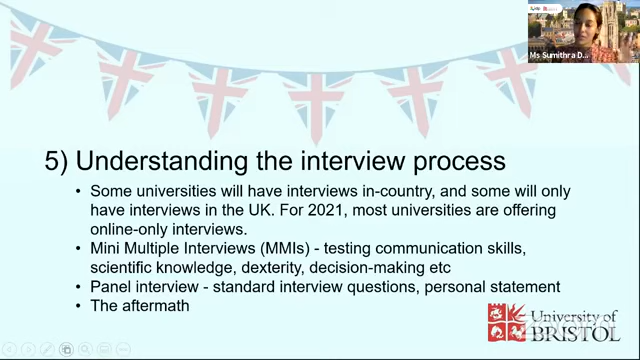 Ms Sumithra D...
5) Understanding the interview process
• Some universities will have interviews in-country, and some will only
have interviews in the UK. For 2021, most universities are offering
online-only interviews.
• Mini Multiple Interviews (MMIs) - testing communication skills,
scientific knowledge, dexterity, decision-making etc
• Panel interview - standard interview questions, personal statement
• The aftermath
University of
BRISTOL